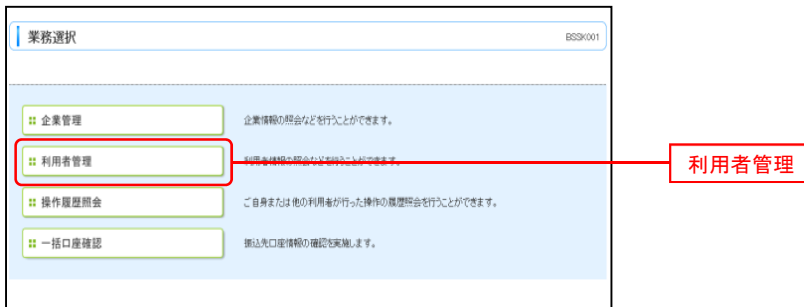 業務選択
BSSK001
企業管理
企業情報の照会などを行うことができます。
利用者管理
利用者情報の照会などを行うことができます。
利用者管理
操作履歴照会
ご自身または他の利用者が行った操作の履歴照会を行うことができます。
一括口座確認
振込先口座情報の確認を実施します。